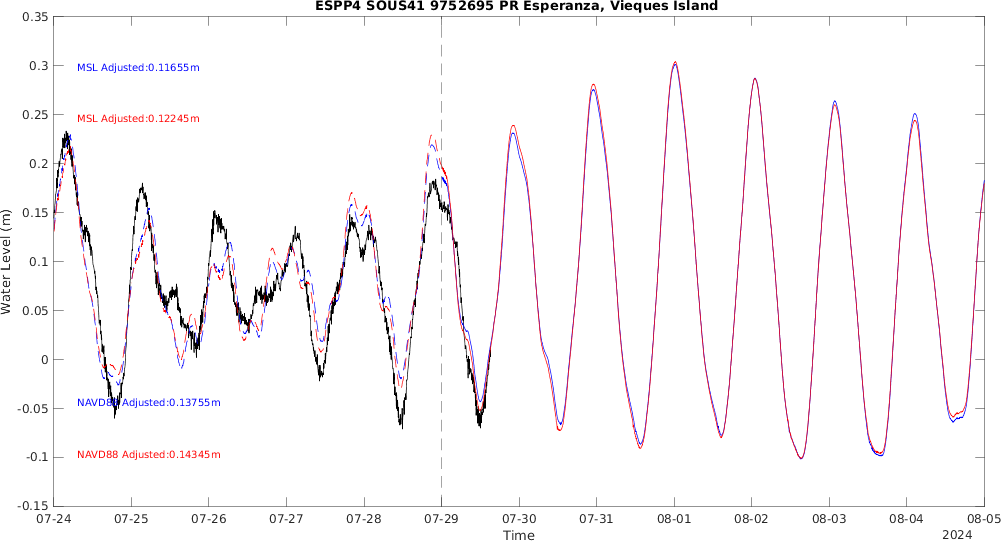 ESPP4 SOUS41 9752695 PR Esperanza, Vieques Island
0.35
0.3
0.25
0.2
0.15
0.1
0.05
0
-0.05
-0.1
-0.15
Water Level (m)
MSL Adjusted:0.11655m
MSL Adjusted:0.12245m
NAVD88 Adjusted:0.13755m
NAVD88 Adjusted:0.14345m
07-24 07-25 07-26 07-27 07-28 07-29 07-30 07-31 08-01 08-02 08-03 08-04 08-05
Time
2024